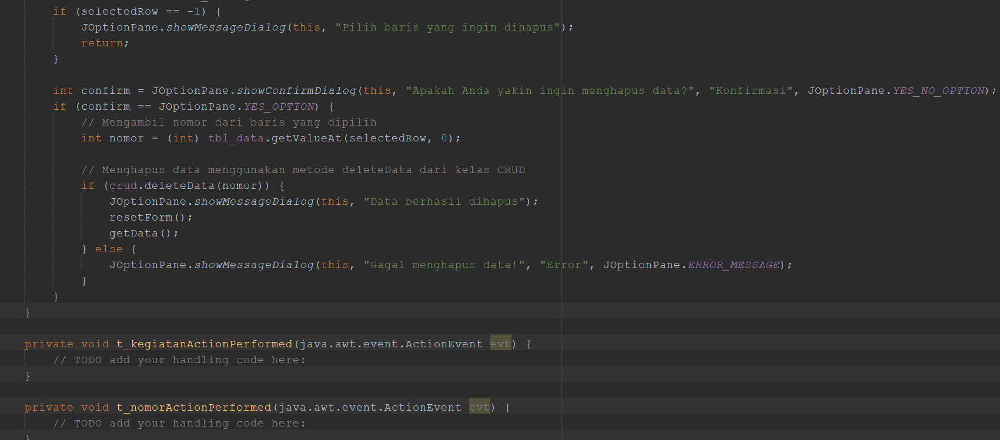 if (selectedRow == -1) {
JOptionPane.showMessageDialog(this, "Pilih baris yang ingin dihapus");
return;
}
int confirm = JOptionPane.showConfirmDialog(this, "Apakah Anda yakin ingin menghapus data?", "Konfirmasi", JOptionPane.YES_NO_OPTION);
if (confirm == JOptionPane.YES_OPTION) {
// Mengambil nomor dari baris yang dipilih
int nomor = (int) tbl_data.getValueAt(selectedRow, 0);
// Menghapus data menggunakan metode deleteData dari kelas CRUD
if (crud.deleteData(nomor)) {
JOptionPane.showMessageDialog(this, "Data berhasil dihapus");
resetForm();
getData();
} else {
JOptionPane.showMessageDialog(this, "Gagal menghapus data!", "Error", JOptionPane.ERROR_MESSAGE);
}
}
}
private void t_kegiatanActionPerformed(java.awt.event.ActionEvent evt) {
// TODO add your handling code here:
}
private void t_nomorActionPerformed(java.awt.event.ActionEvent evt) {
// TODO add your handling code here:
}